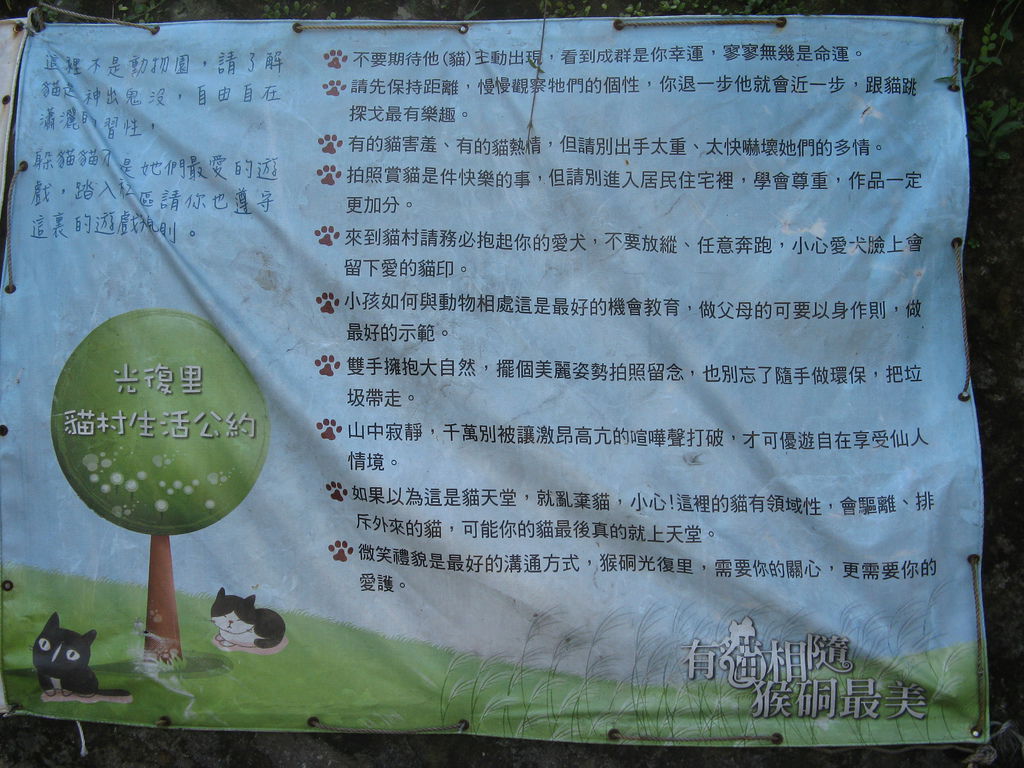 這裡不是動物園，請了解
貓是神出鬼沒，自由自在
瀟灑的習性，
躲貓貓不是她們最愛的遊
戲，踏入社區請你也遵守
這裏的遊戲規則。
光復里
貓村生活公約
不要期待他(貓)主動出現，看到成群是你幸運，寥寥無幾是命運。
請先保持距離，慢慢觀察牠們的個性，你退一步他就會近一步，跟貓跳
探戈最有樂趣。
有的貓害羞、有的貓熱情，但請別出手太重、太快嚇壞她們的多情。
拍照賞貓是件快樂的事，但請別進入居民住宅裡，學會尊重，作品一定
更加分。
來到貓村請務必抱起你的愛犬，不要放縱、任意奔跑，小心愛犬臉上會
留下愛的貓印。
小孩如何與動物相處這是最好的機會教育，做父母的可要以身作則，做
最好的示範。
雙手擁抱大自然，擺個美麗姿勢拍照留念，也別忘了隨手做環保，把垃
圾帶走。
山中寂靜，千萬別被讓激昂高亢的喧嘩聲打破，才可優遊自在享受仙人
情境。
如果以為這是貓天堂，就亂棄貓，小心!這裡的貓有領域性，會驅離、排
斥外來的貓，可能你的貓最後真的就上天堂。
微笑禮貌是最好的溝通方式，猴硐光復里，需要你的關心，更需要你的
愛護。
有貓相隨
猴硐最美